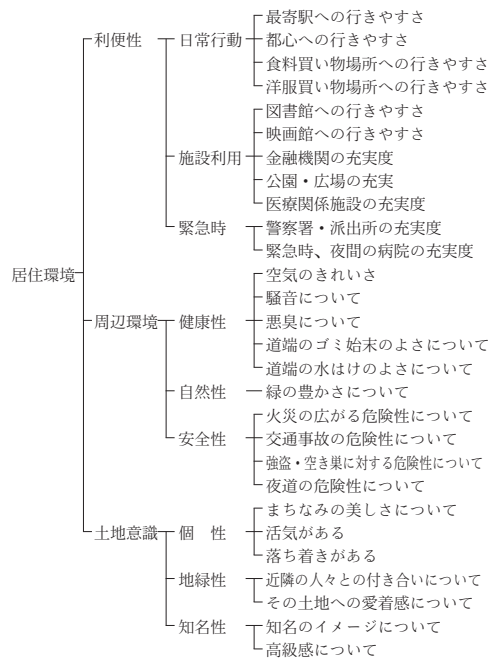 最寄駅への行きやすさ
利便性 日常行動 都心への行きやすさ
食料買い物場所への行きやすさ
洋服買い物場所への行きやすさ
図書館への行きやすさ
映画館への行きやすさ
施設利用 金融機関の充実度
公園・広場の充実
医療関係施設の充実度
緊急時 警察署・派出所の充実度
緊急時、夜間の病院の充実度
居住環境 空気のきれいさ
騒音について
周辺環境 健康性 悪臭について
道端のゴミ始末のよさについて
道端の水はけのよさについて
自然性 緑の豊かさについて
火災の広がる危険性について
安全性 交通事故の危険性について
強盗・空き巣に対する危険性について
夜道の危険性について
まちなみの美しさについて
土地意識 個 性 活気がある
落ち着きがある
地緑性 近隣の人々との付き合いについて
その土地への愛着感について
知名性 知名のイメージについて
高級感について